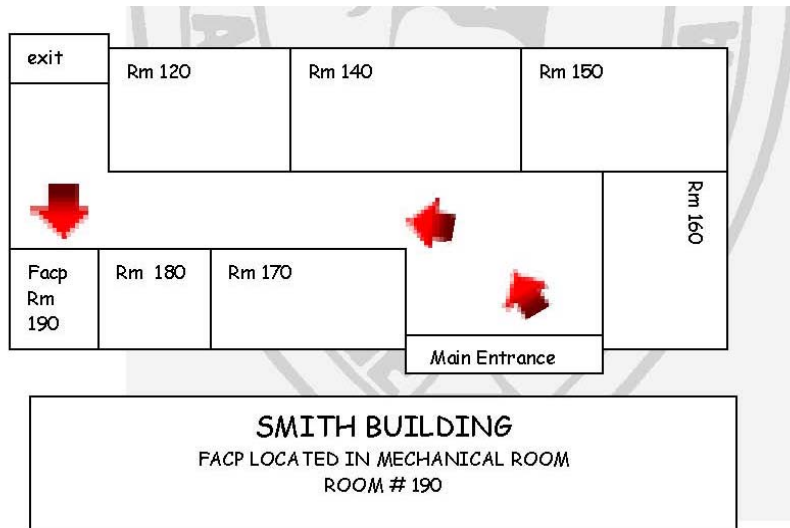 exit
Rm 120
Rm 140
Rm 150
Rm 160
Facp
Rm
190
Rm 180
Rm 170
Main Entrance
SMITH BUILDING
FACP LOCATED IN MECHANICAL ROOM
ROOM # 190